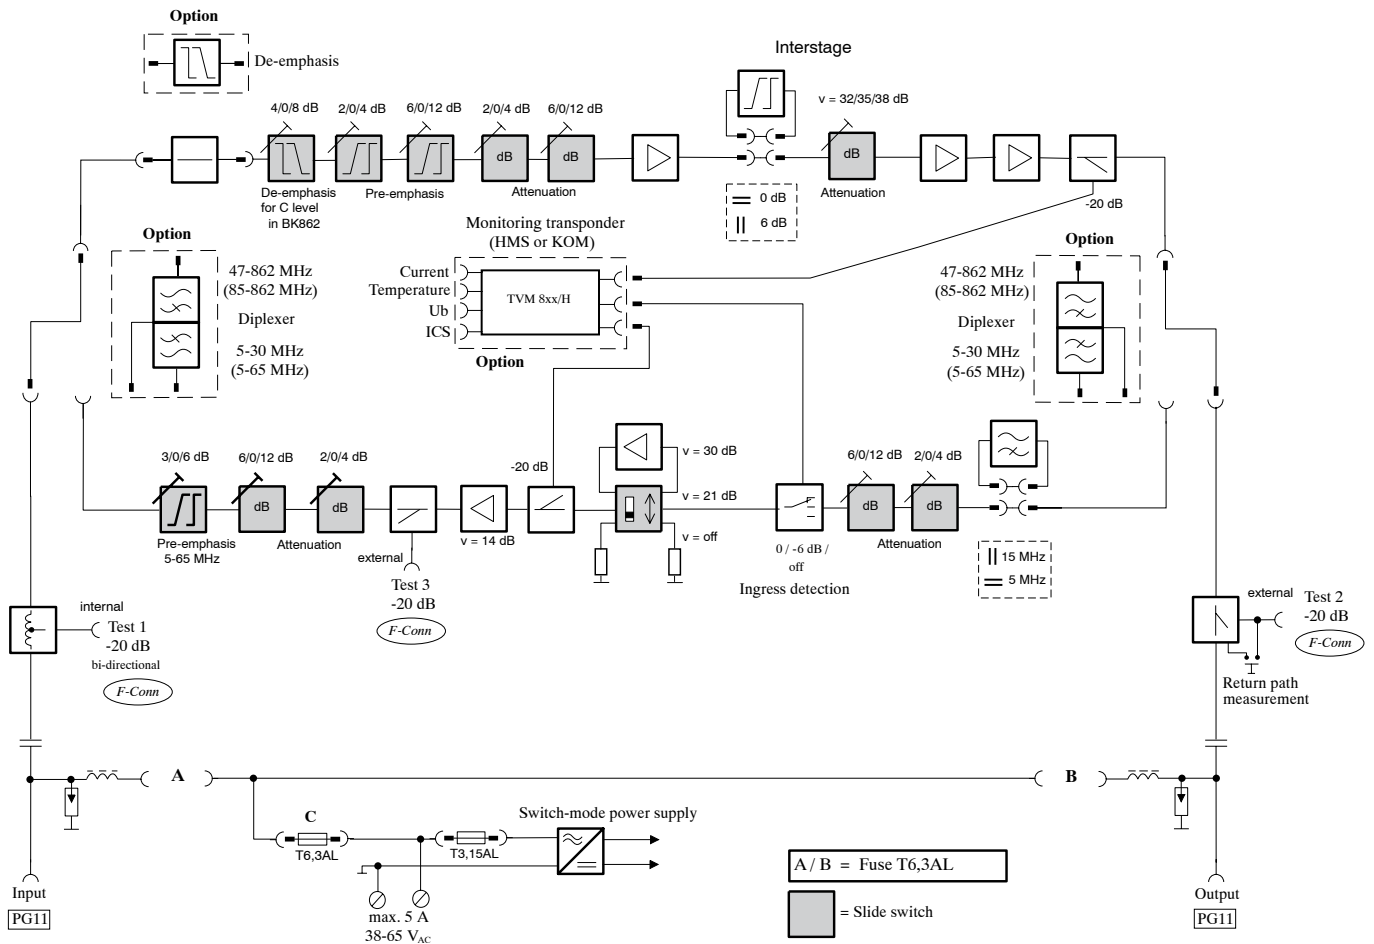 Option
De-emphasis
Interstage
4/0/8 dB
2/0/4 dB
6/0/12 dB
2/0/4 dB
6/0/12 dB
v = 32/35/38 dB
dB
dB
dB
De-emphasis
for C level
in BK862
Pre-emphasis
Attenuation
Attenuation
0 dB
6 dB
-20 dB
Option
47-862 MHz
(85-862 MHz)
Diplexer
5-30 MHz
(5-65 MHz)
Monitoring transponder
(HMS or KOM)
Current
Temperature
Ub
ICS
TVM 8xx/H
Option
Option
47-862 MHz
(85-862 MHz)
Diplexer
5-30 MHz
(5-65 MHz)
3/0/6 dB
6/0/12 dB
2/0/4 dB
-20 dB
v = 30 dB
v = 21 dB
v = off
6/0/12 dB
2/0/4 dB
dB
dB
dB
dB
Pre-emphasis
5-65 MHz
Attenuation
v = 14 dB
external
Test 3
-20 dB
F-Conn
0 / -6 dB /
off
Ingress detection
Attenuation
15 MHz
5 MHz
internal
Test 1
-20 dB
bi-directional
F-Conn
external
Test 2
-20 dB
F-Conn
Return path
measurement
A
B
C
T6,3AL
T3,15AL
Switch-mode power supply
max. 5 A
38-65 VAC
Input
PG11
A / B = Fuse T6,3AL
= Slide switch
Output
PG11